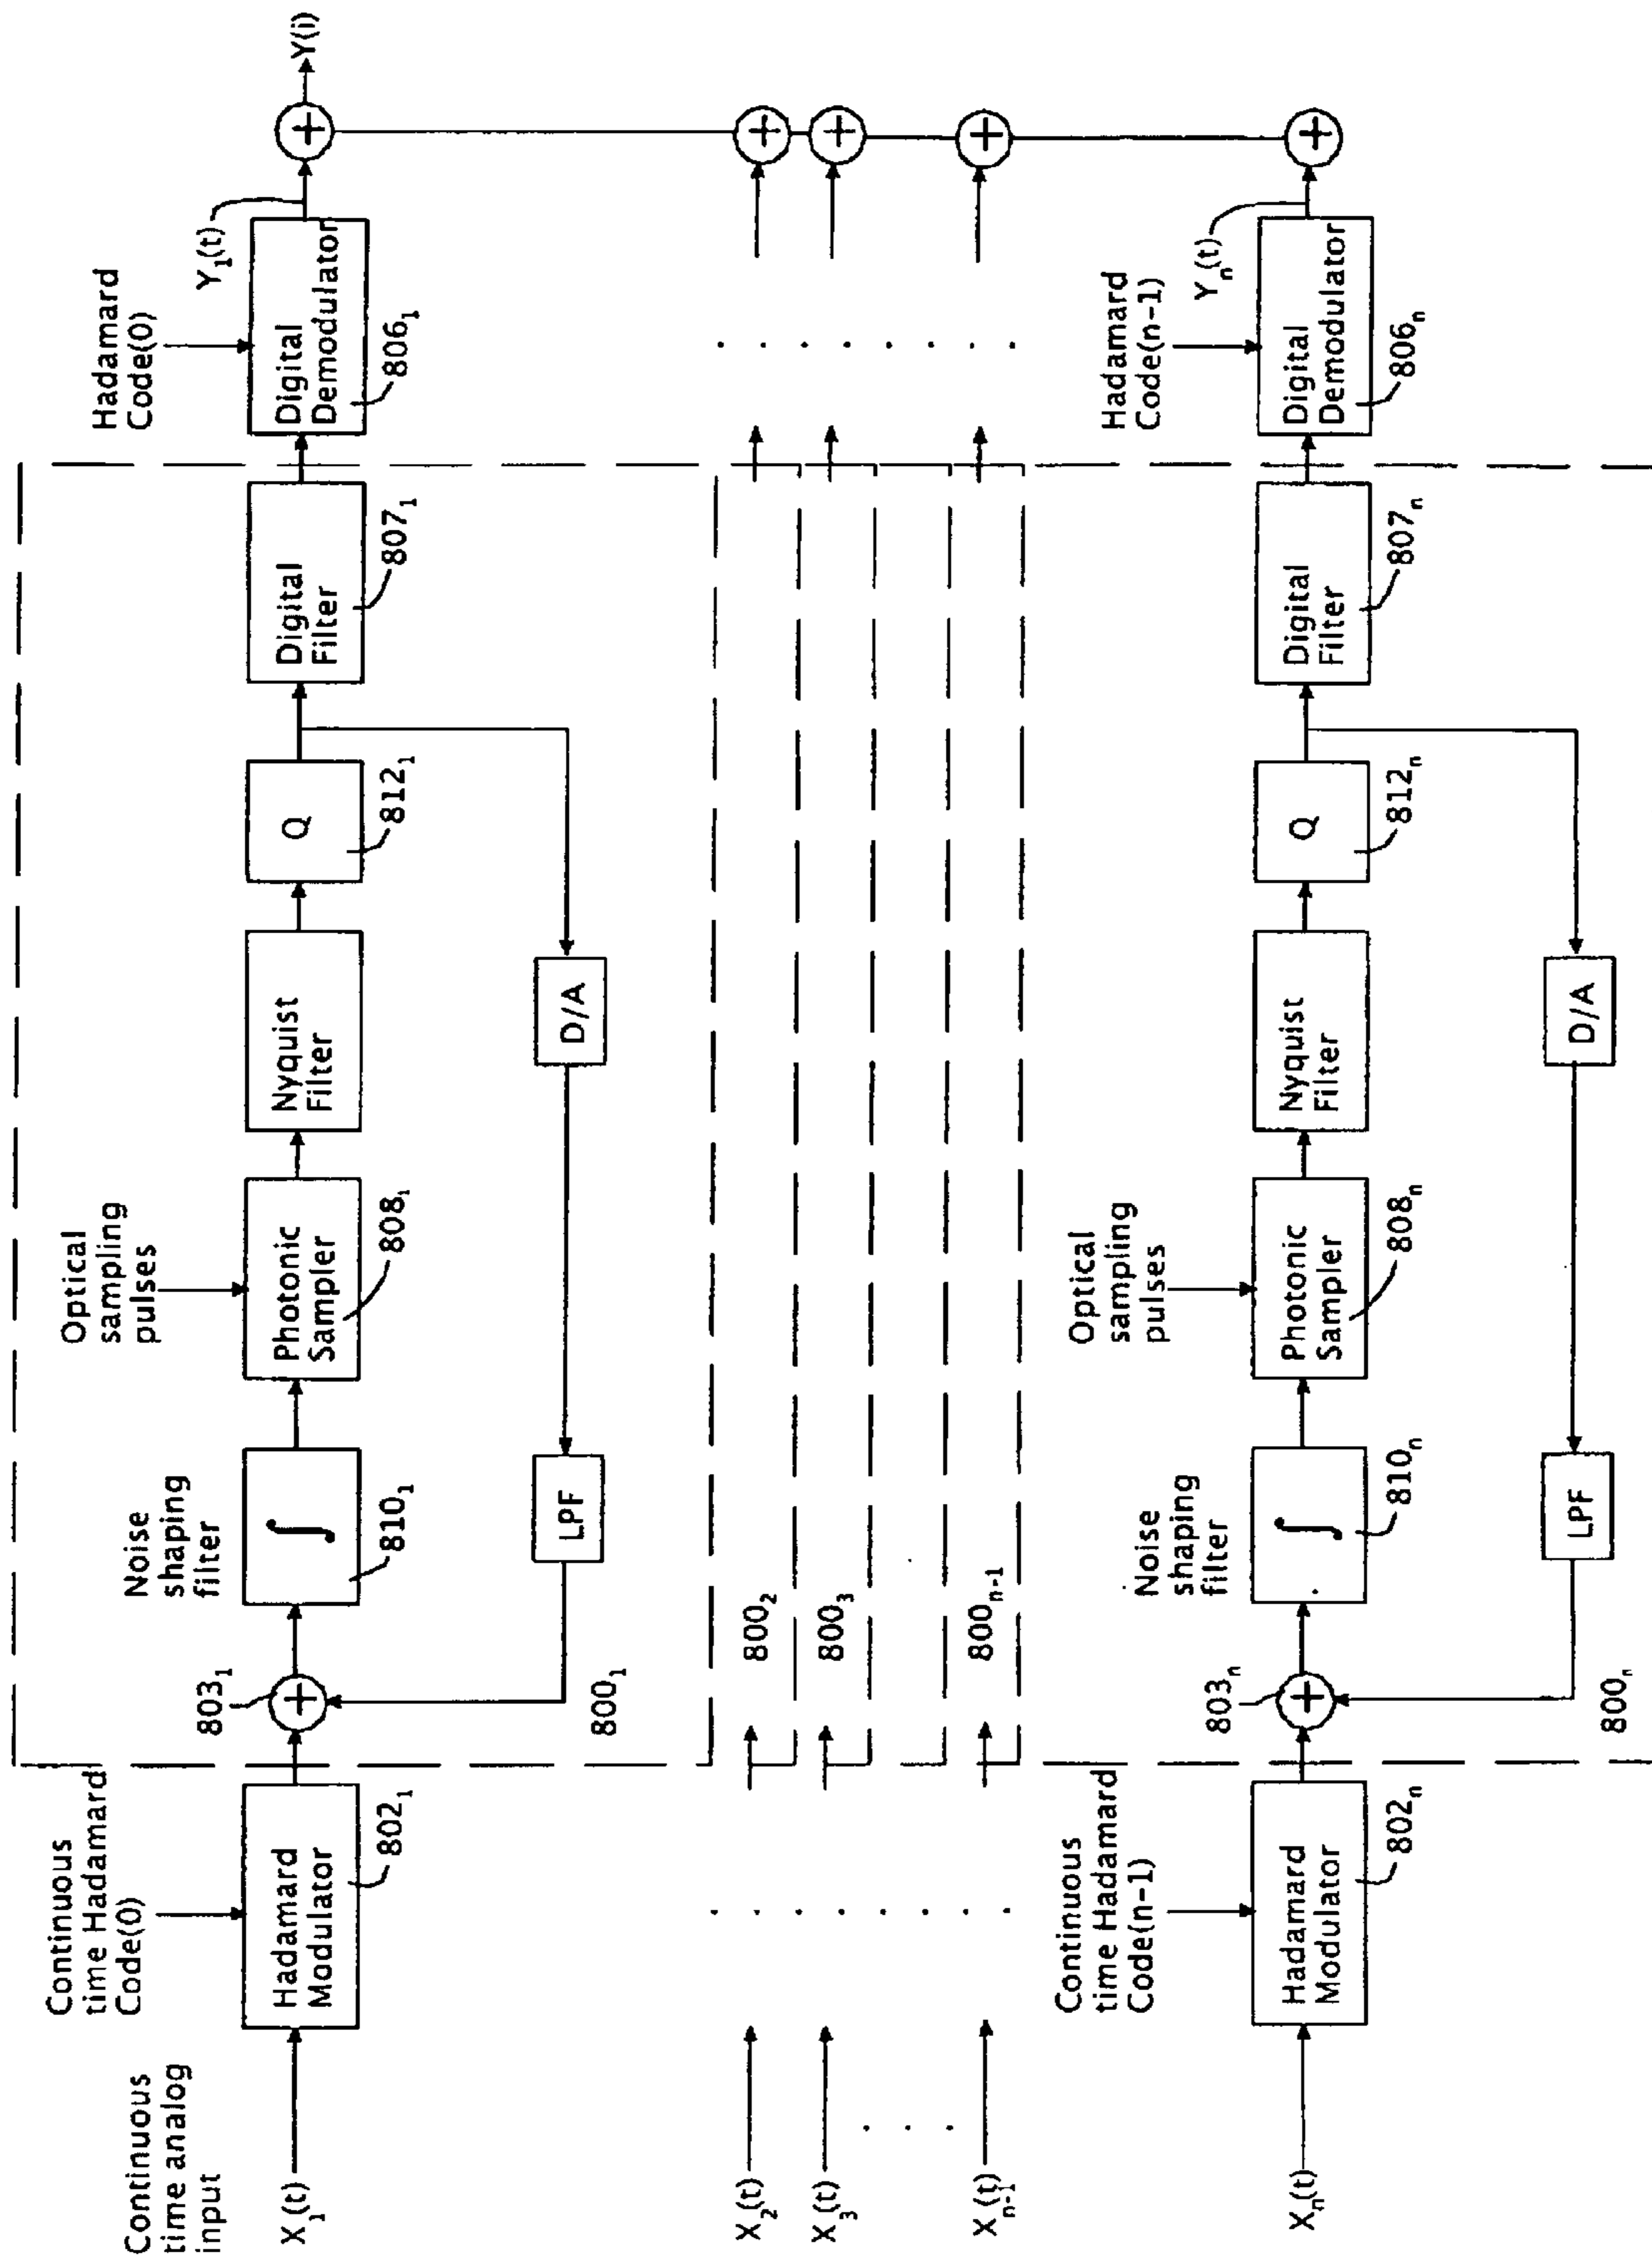 Continuous
time analog
input
X₁(t)
Continuous
time Hadamard
Code(0)
Hadamard
Modulator
802₁
803₁
+
800₁
Noise
shaping
filter
∫
810₁
Optical
sampling
pulses
Photonic
Sampler
808₁
Nyquist
Filter
Q
812₁
LPF
D/A
Digital
Filter
807₁
Hadamard
Code(0)
Digital
Demodulator
806₁
Y₁(t)
+
Y(i)
X₂(t)
800₂
+
X₃(t)
800₃
+
Xₙ₋₁(t)
800ₙ₋₁
+
Xₙ(t)
Continuous
time Hadamard
Code(n-1)
Hadamard
Modulator
802ₙ
803ₙ
+
800ₙ
Noise
shaping
filter
∫
810ₙ
Optical
sampling
pulses
Photonic
Sampler
808ₙ
Nyquist
Filter
Q
812ₙ
LPF
D/A
Digital
Filter
807ₙ
Hadamard
Code(n-1)
Digital
Demodulator
806ₙ
Yₙ(t)
+